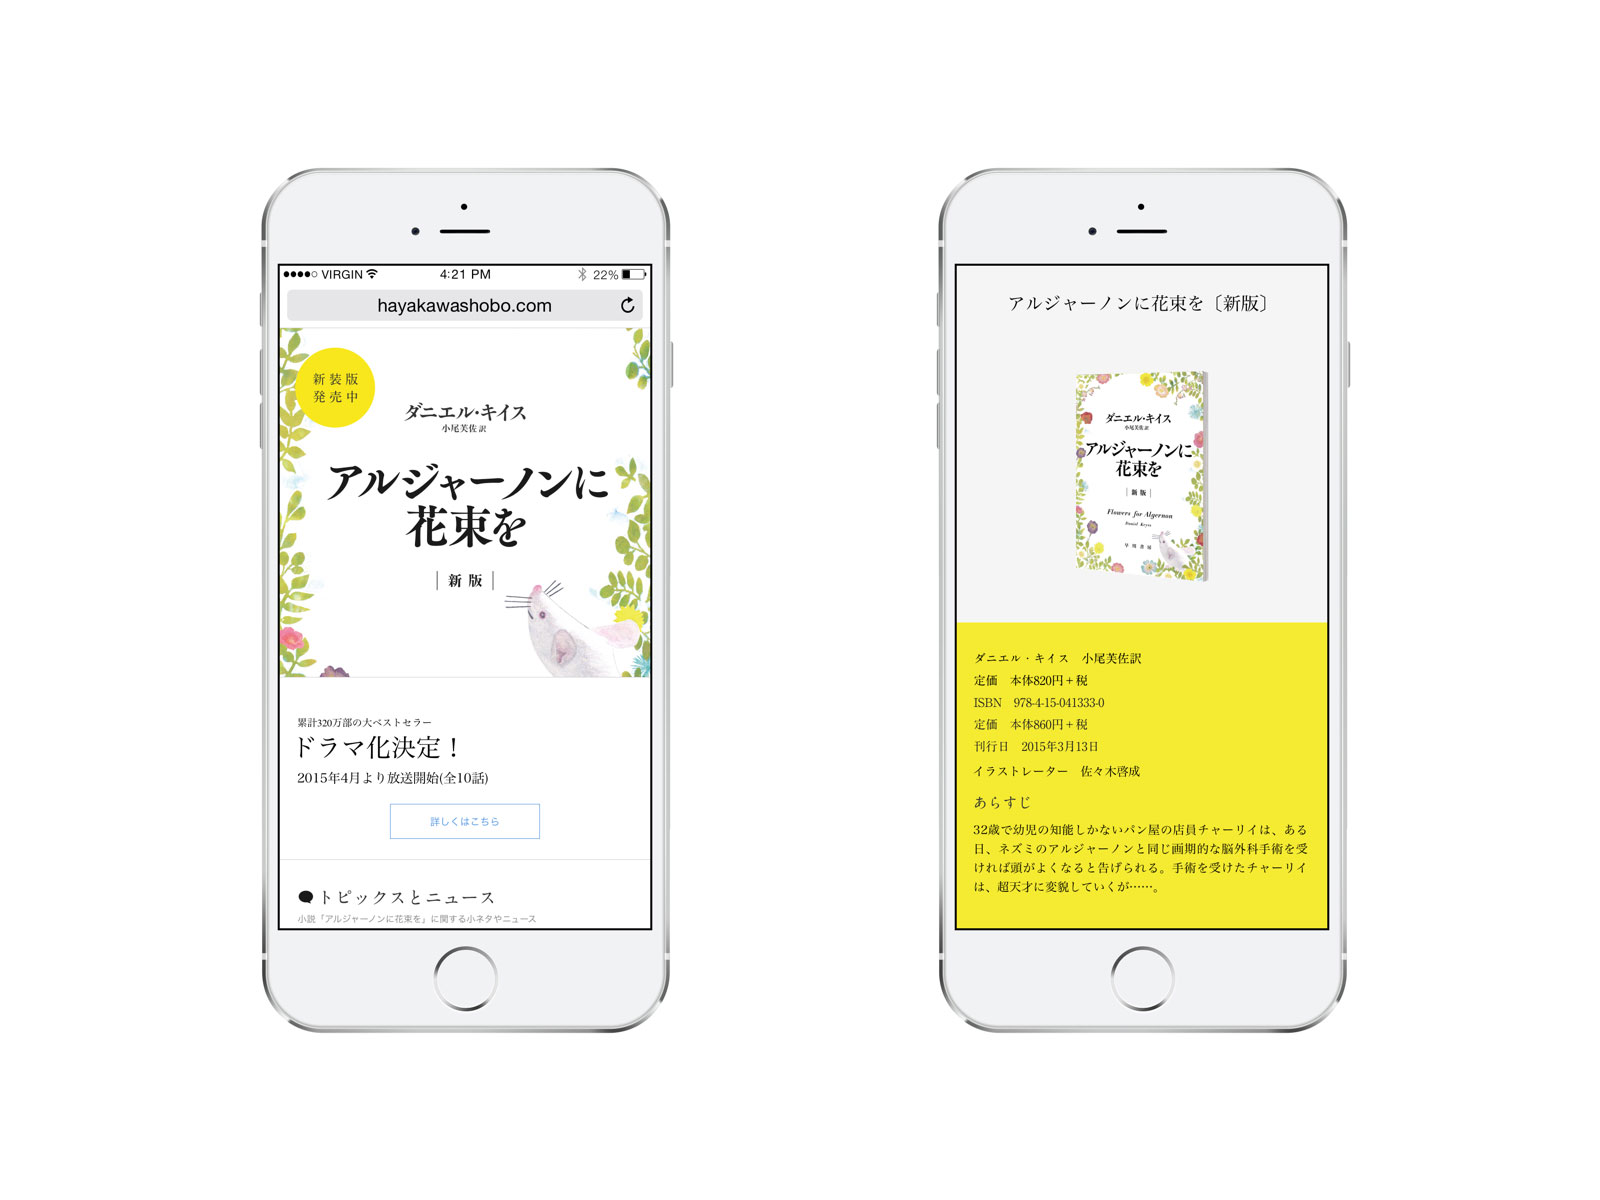 VIRGIN
4:21 PM
22%
hayakawashobo.com
新装版
発売中
ダニエル・キイス
小尾芙佐 訳
アルジャーノンに
花束を
新版
累計320万部の大ベストセラー
ドラマ化決定！
2015年4月より放送開始(全10話)
詳しくはこちら
トピックスとニュース
小説「アルジャーノンに花束を」に関する小ネタやニュース
アルジャーノンに花束を〔新版〕
ダニエル・キイス
小尾芙佐 訳
アルジャーノンに
花束を
新版
Flowers for Algernon
Daniel Keyes
早川書房
ダニエル・キイス　小尾芙佐訳
定価　本体820円＋税
ISBN　978-4-15-041333-0
定価　本体860円＋税
刊行日　2015年3月13日
イラストレーター　佐々木啓成
あらすじ
32歳で幼児の知能しかないパン屋の店員チャーリイは、ある
日、ネズミのアルジャーノンと同じ画期的な脳外科手術を受
ければ頭がよくなると告げられる。手術を受けたチャーリイ
は、超天才に変貌していくが……。